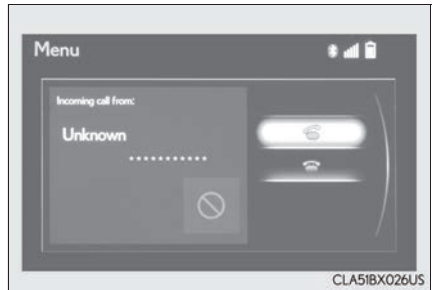 Menu
Incoming call from:
Unknown
...........
CLA51BX026US